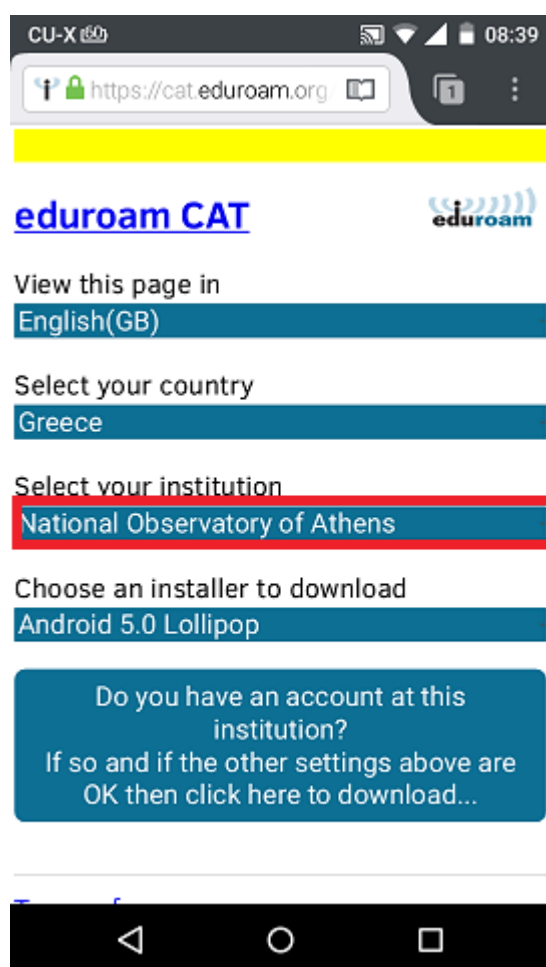 CU-X 08:39
https://cat.eduroam.org 1
eduroam CAT
eduroam
View this page in
English(GB)
Select your country
Greece
Select your institution
National Observatory of Athens
Choose an installer to download
Android 5.0 Lollipop
Do you have an account at this
institution?
If so and if the other settings above are
OK then click here to download...